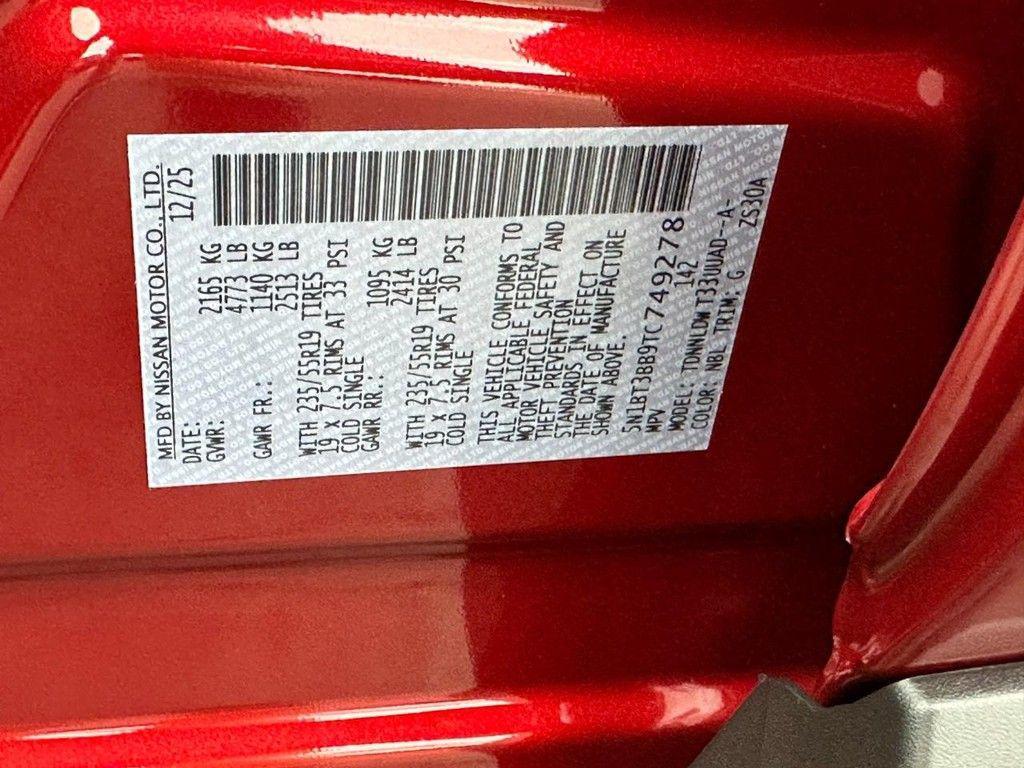 MFD BY NISSAN MOTOR CO., LTD.
DATE: 12/25
GVWR: 2165 KG
4773 LB
GAWR FR.: 1140 KG
2513 LB
WITH 235/55R19 TIRES
19 x 7.5 RIMS AT 33 PSI
COLD SINGLE
GAWR RR.: 1095 KG
2414 LB
WITH 235/55R19 TIRES
19 x 7.5 RIMS AT 30 PSI
COLD SINGLE
THIS VEHICLE CONFORMS TO
ALL APPLICABLE FEDERAL
MOTOR VEHICLE SAFETY AND
THEFT PREVENTION
STANDARDS IN EFFECT ON
THE DATE OF MANUFACTURE
SHOWN ABOVE.
5N1BT3BB9TC749278
MPV 142
MODEL: TDNNLDWT33UUAD--A-
COLOR: NBL TRIM: G ZS30A